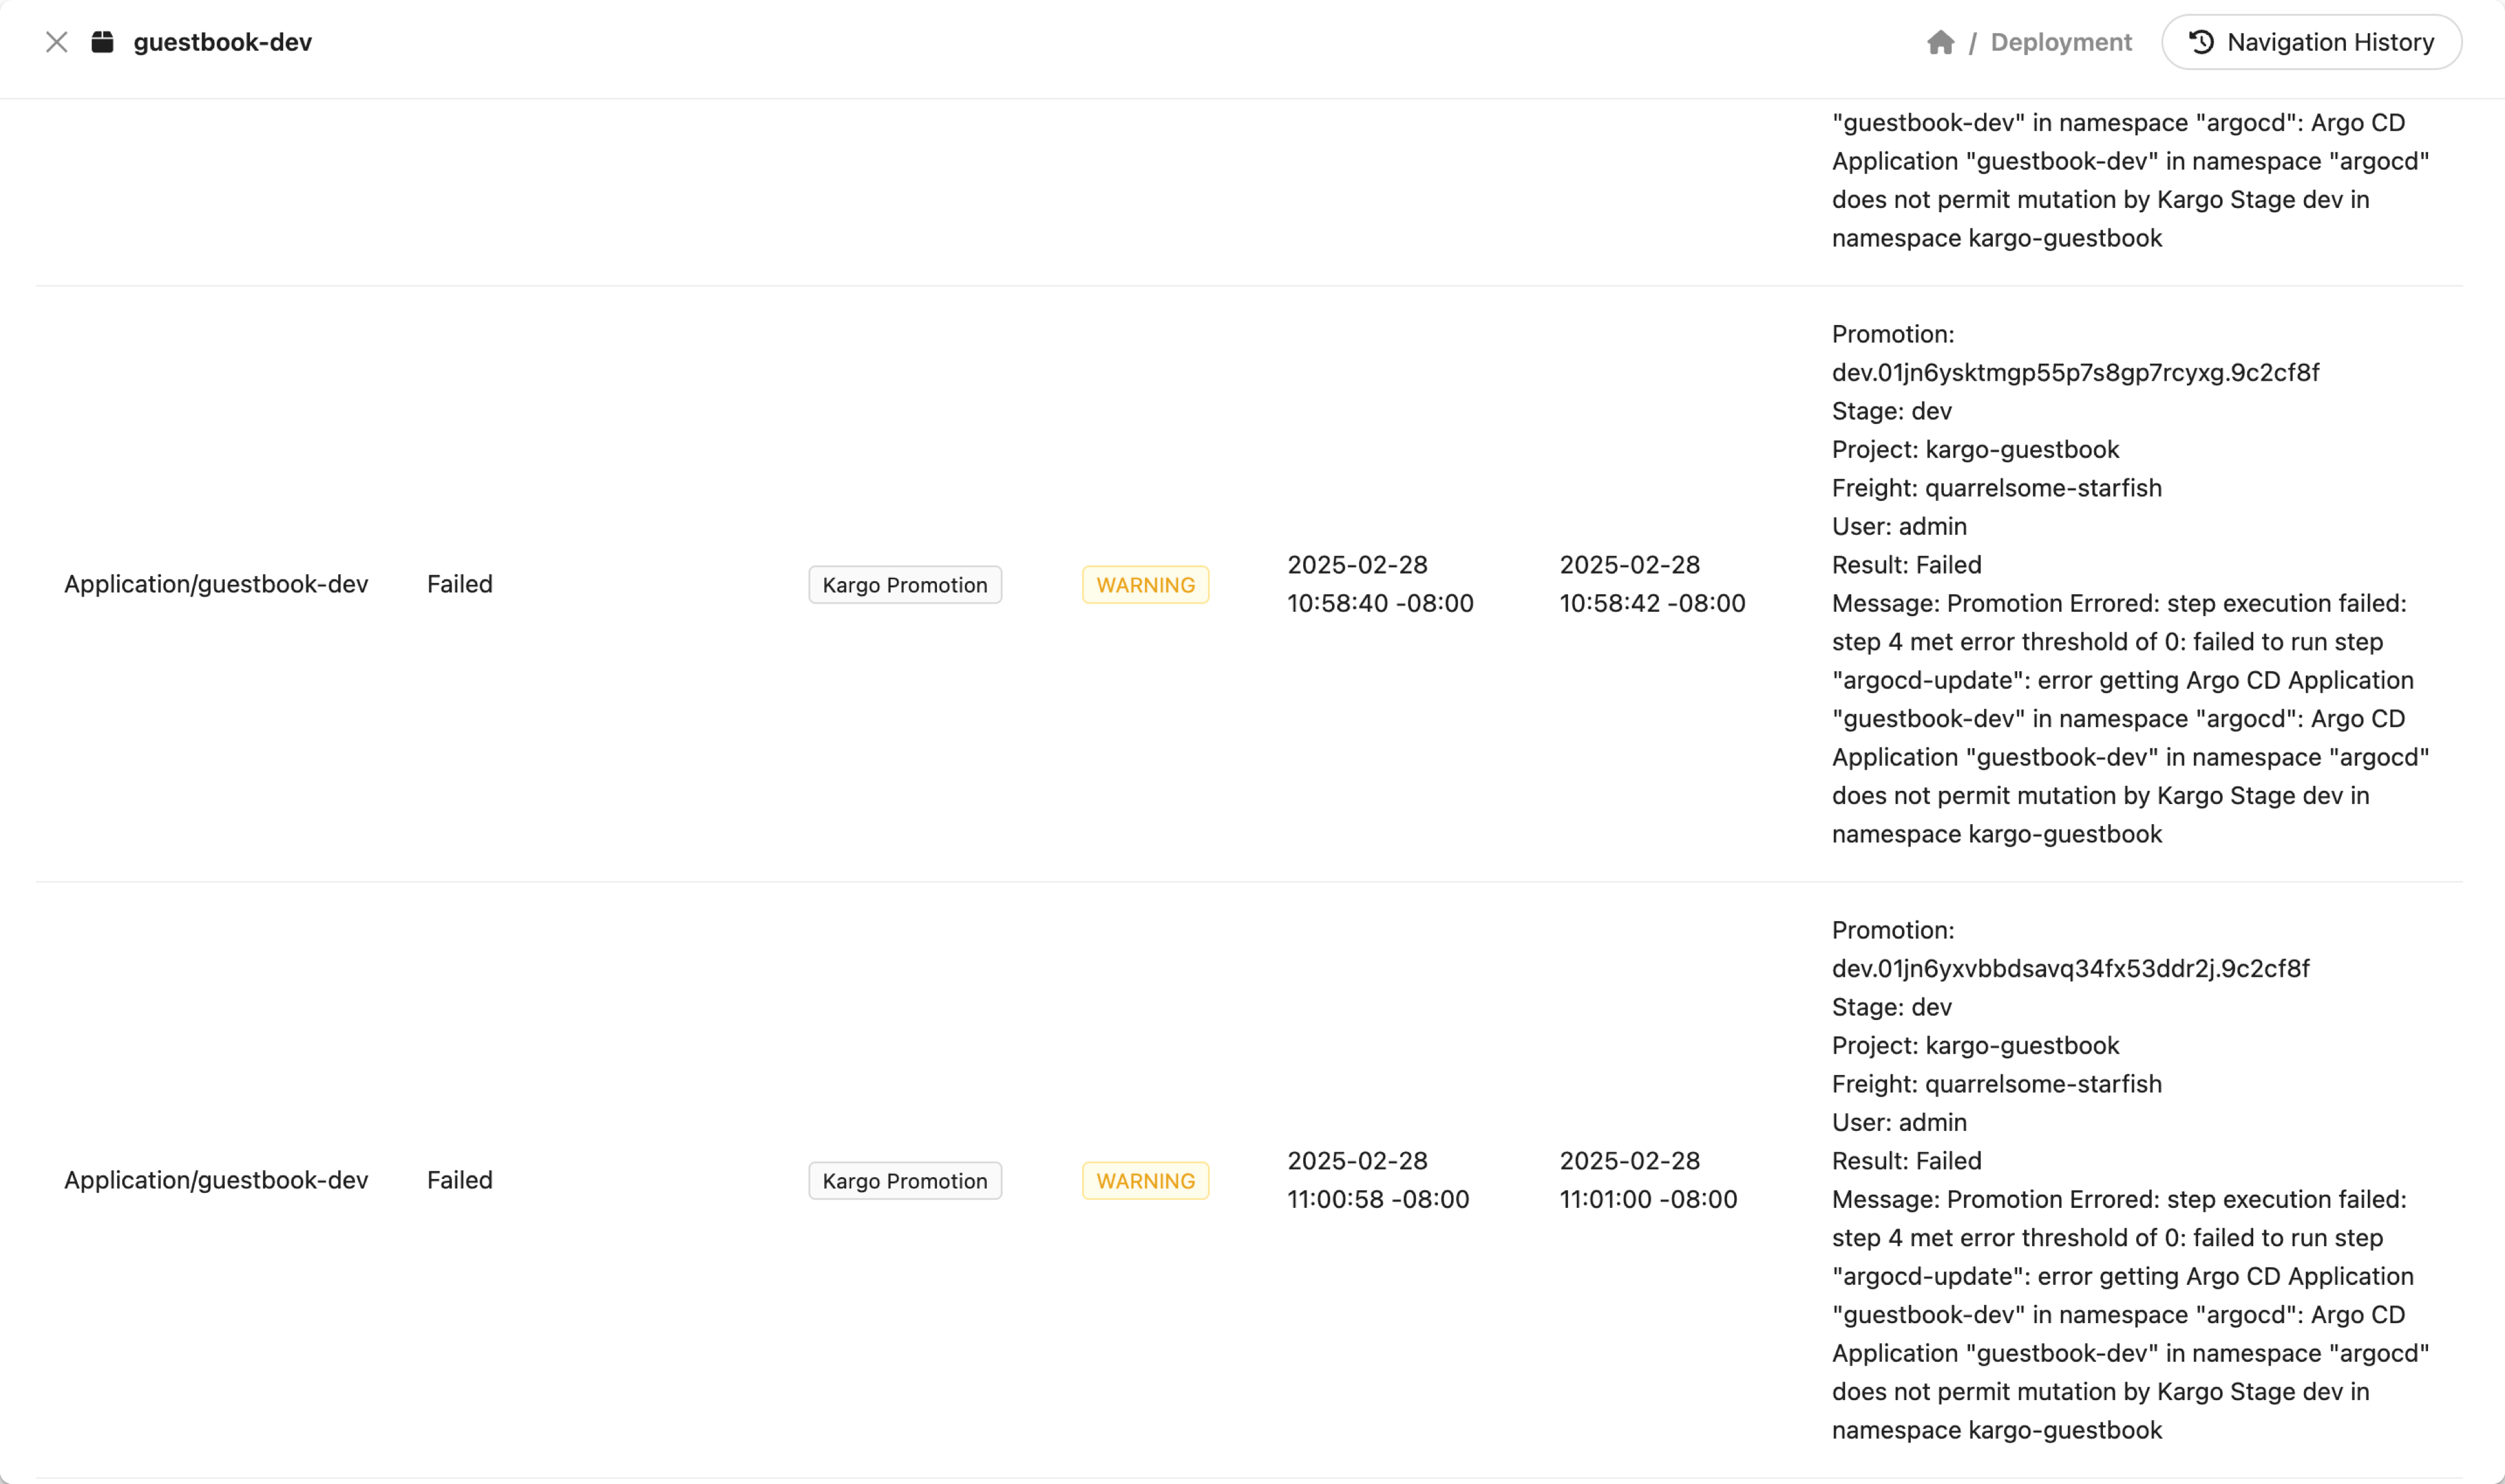 guestbook-dev
/ Deployment
Navigation History
"guestbook-dev" in namespace "argocd": Argo CD
Application "guestbook-dev" in namespace "argocd"
does not permit mutation by Kargo Stage dev in
namespace kargo-guestbook
Application/guestbook-dev
Failed
Kargo Promotion
WARNING
2025-02-28
10:58:40 -08:00
2025-02-28
10:58:42 -08:00
Promotion:
dev.01jn6ysktmgp55p7s8gp7rcyxg.9c2cf8f
Stage: dev
Project: kargo-guestbook
Freight: quarrelsome-starfish
User: admin
Result: Failed
Message: Promotion Errored: step execution failed:
step 4 met error threshold of 0: failed to run step
"argocd-update": error getting Argo CD Application
"guestbook-dev" in namespace "argocd": Argo CD
Application "guestbook-dev" in namespace "argocd"
does not permit mutation by Kargo Stage dev in
namespace kargo-guestbook
Application/guestbook-dev
Failed
Kargo Promotion
WARNING
2025-02-28
11:00:58 -08:00
2025-02-28
11:01:00 -08:00
Promotion:
dev.01jn6yxvbbdsavq34fx53ddr2j.9c2cf8f
Stage: dev
Project: kargo-guestbook
Freight: quarrelsome-starfish
User: admin
Result: Failed
Message: Promotion Errored: step execution failed:
step 4 met error threshold of 0: failed to run step
"argocd-update": error getting Argo CD Application
"guestbook-dev" in namespace "argocd": Argo CD
Application "guestbook-dev" in namespace "argocd"
does not permit mutation by Kargo Stage dev in
namespace kargo-guestbook